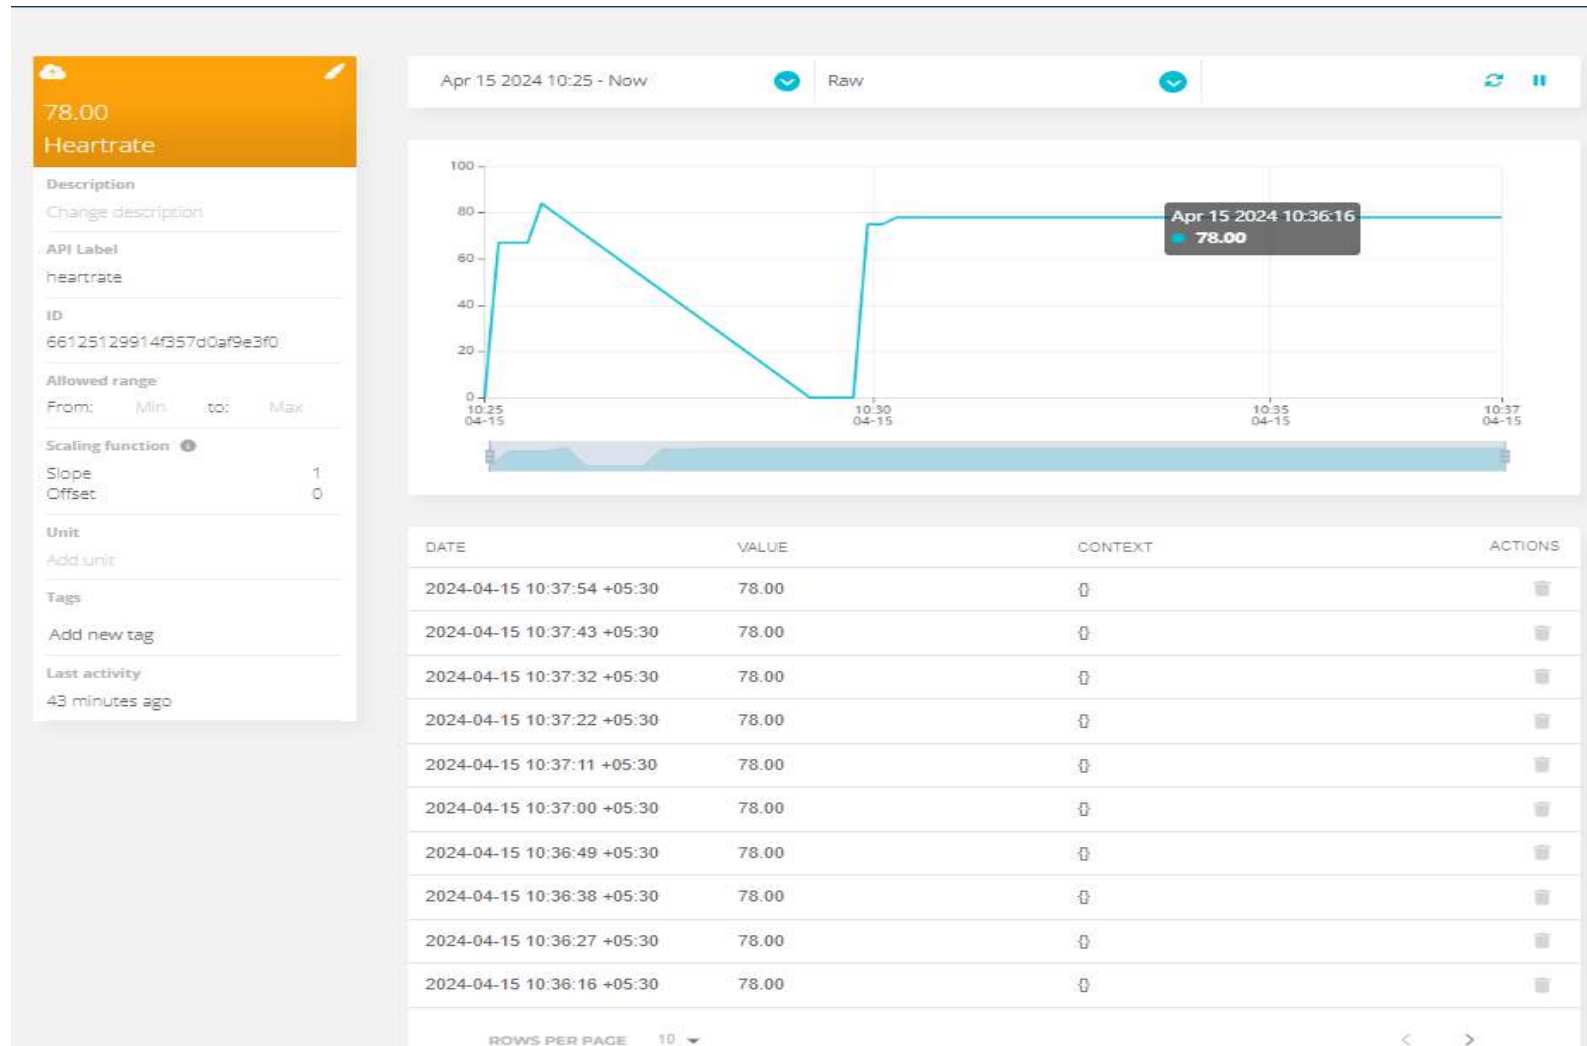 78.00
Heartrate
Description
Change description
API Label
heartrate
ID
66125129914f357d0af9e3f0
Allowed range
From: Min to: Max
Scaling function
Slope 1
Offset 0
Unit
Add unit
Tags
Add new tag
Last activity
43 minutes ago
Apr 15 2024 10:25 - Now Raw
100
80
60
40
20
0
Apr 15 2024 10:36:16
78.00
10:25 10:30 10:35 10:37
04-15 04-15 04-15 04-15
DATE VALUE CONTEXT ACTIONS
2024-04-15 10:37:54 +05:30 78.00 {}
2024-04-15 10:37:43 +05:30 78.00 {}
2024-04-15 10:37:32 +05:30 78.00 {}
2024-04-15 10:37:22 +05:30 78.00 {}
2024-04-15 10:37:11 +05:30 78.00 {}
2024-04-15 10:37:00 +05:30 78.00 {}
2024-04-15 10:36:49 +05:30 78.00 {}
2024-04-15 10:36:38 +05:30 78.00 {}
2024-04-15 10:36:27 +05:30 78.00 {}
2024-04-15 10:36:16 +05:30 78.00 {}
ROWS PER PAGE 10